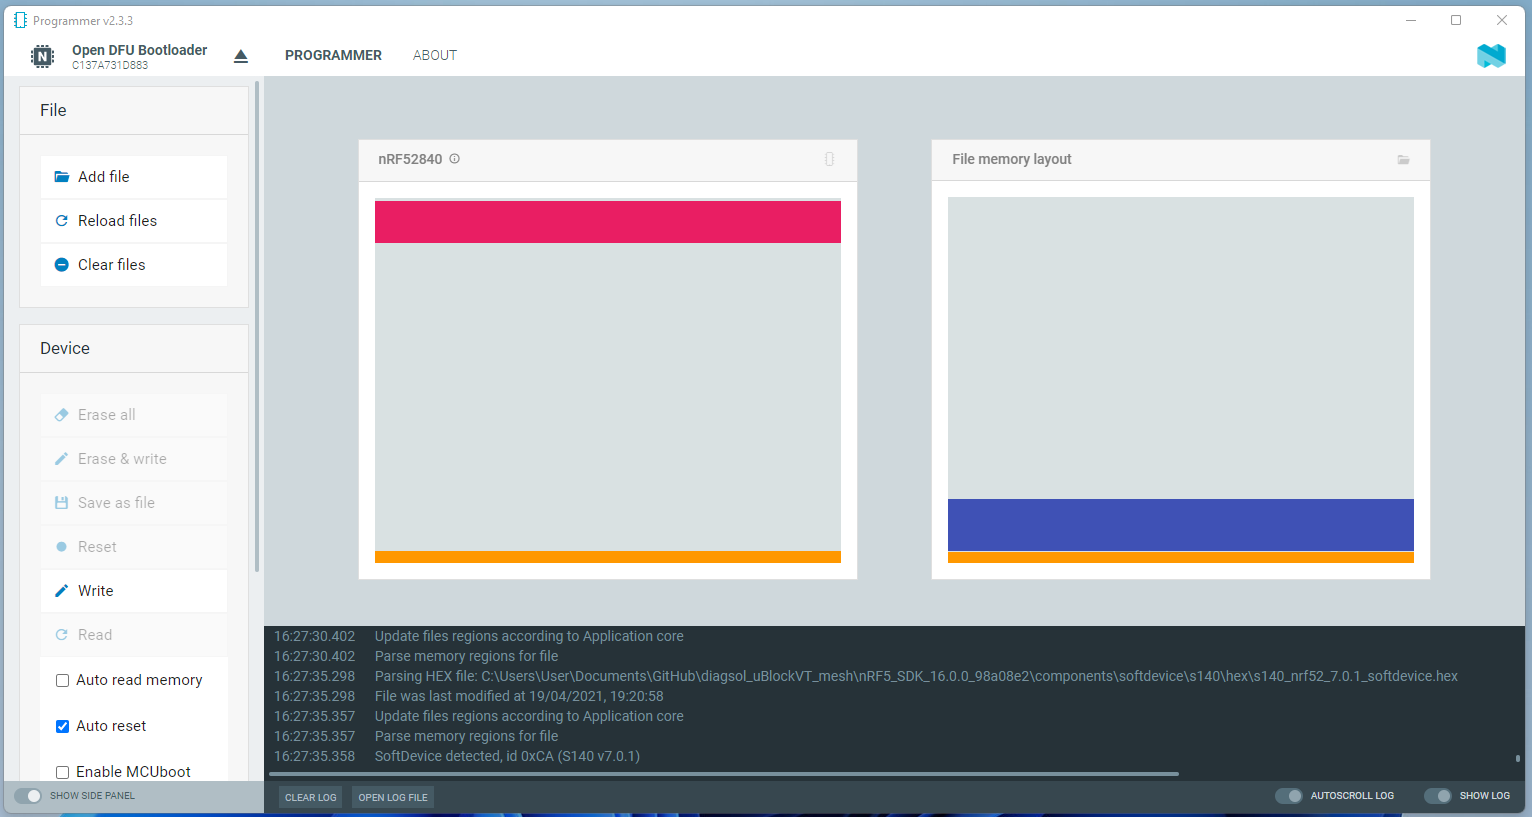 Programmer v2.3.3
Open DFU Bootloader
C137A731D883
PROGRAMMER
ABOUT
File
Add file
Reload files
Clear files
Device
Erase all
Erase & write
Save as file
Reset
Write
Read
Auto read memory
Auto reset
Enable MCUboot
SHOW SIDE PANEL
nRF52840
File memory layout
16:27:30.402 Update files regions according to Application core
16:27:30.402 Parse memory regions for file
16:27:35.298 Parsing HEX file: C:\Users\User\Documents\GitHub\diagsol_uBlockVT_mesh\nRF5_SDK_16.0.0_98a08e2\components\softdevice\s140\hex\s140_nrf52_7.0.1_softdevice.hex
16:27:35.298 File was last modified at 19/04/2021, 19:20:58
16:27:35.357 Update files regions according to Application core
16:27:35.357 Parse memory regions for file
16:27:35.358 SoftDevice detected, id 0xCA (S140 v7.0.1)
CLEAR LOG
OPEN LOG FILE
AUTOSCROLL LOG
SHOW LOG